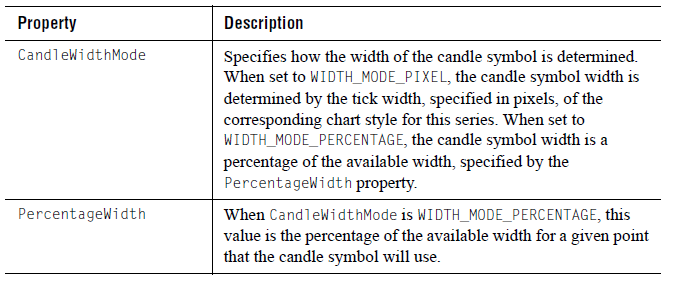 Property Description
CandleWidthMode Specifies how the width of the candle symbol is determined.
When set to WIDTH_MODE_PIXEL, the candle symbol width is
determined by the tick width, specified in pixels, of the
corresponding chart style for this series. When set to
WIDTH_MODE_PERCENTAGE, the candle symbol width is a
percentage of the available width, specified by the
PercentageWidth property.
PercentageWidth When CandleWidthMode is WIDTH_MODE_PERCENTAGE, this
value is the percentage of the available width for a given point
that the candle symbol will use.